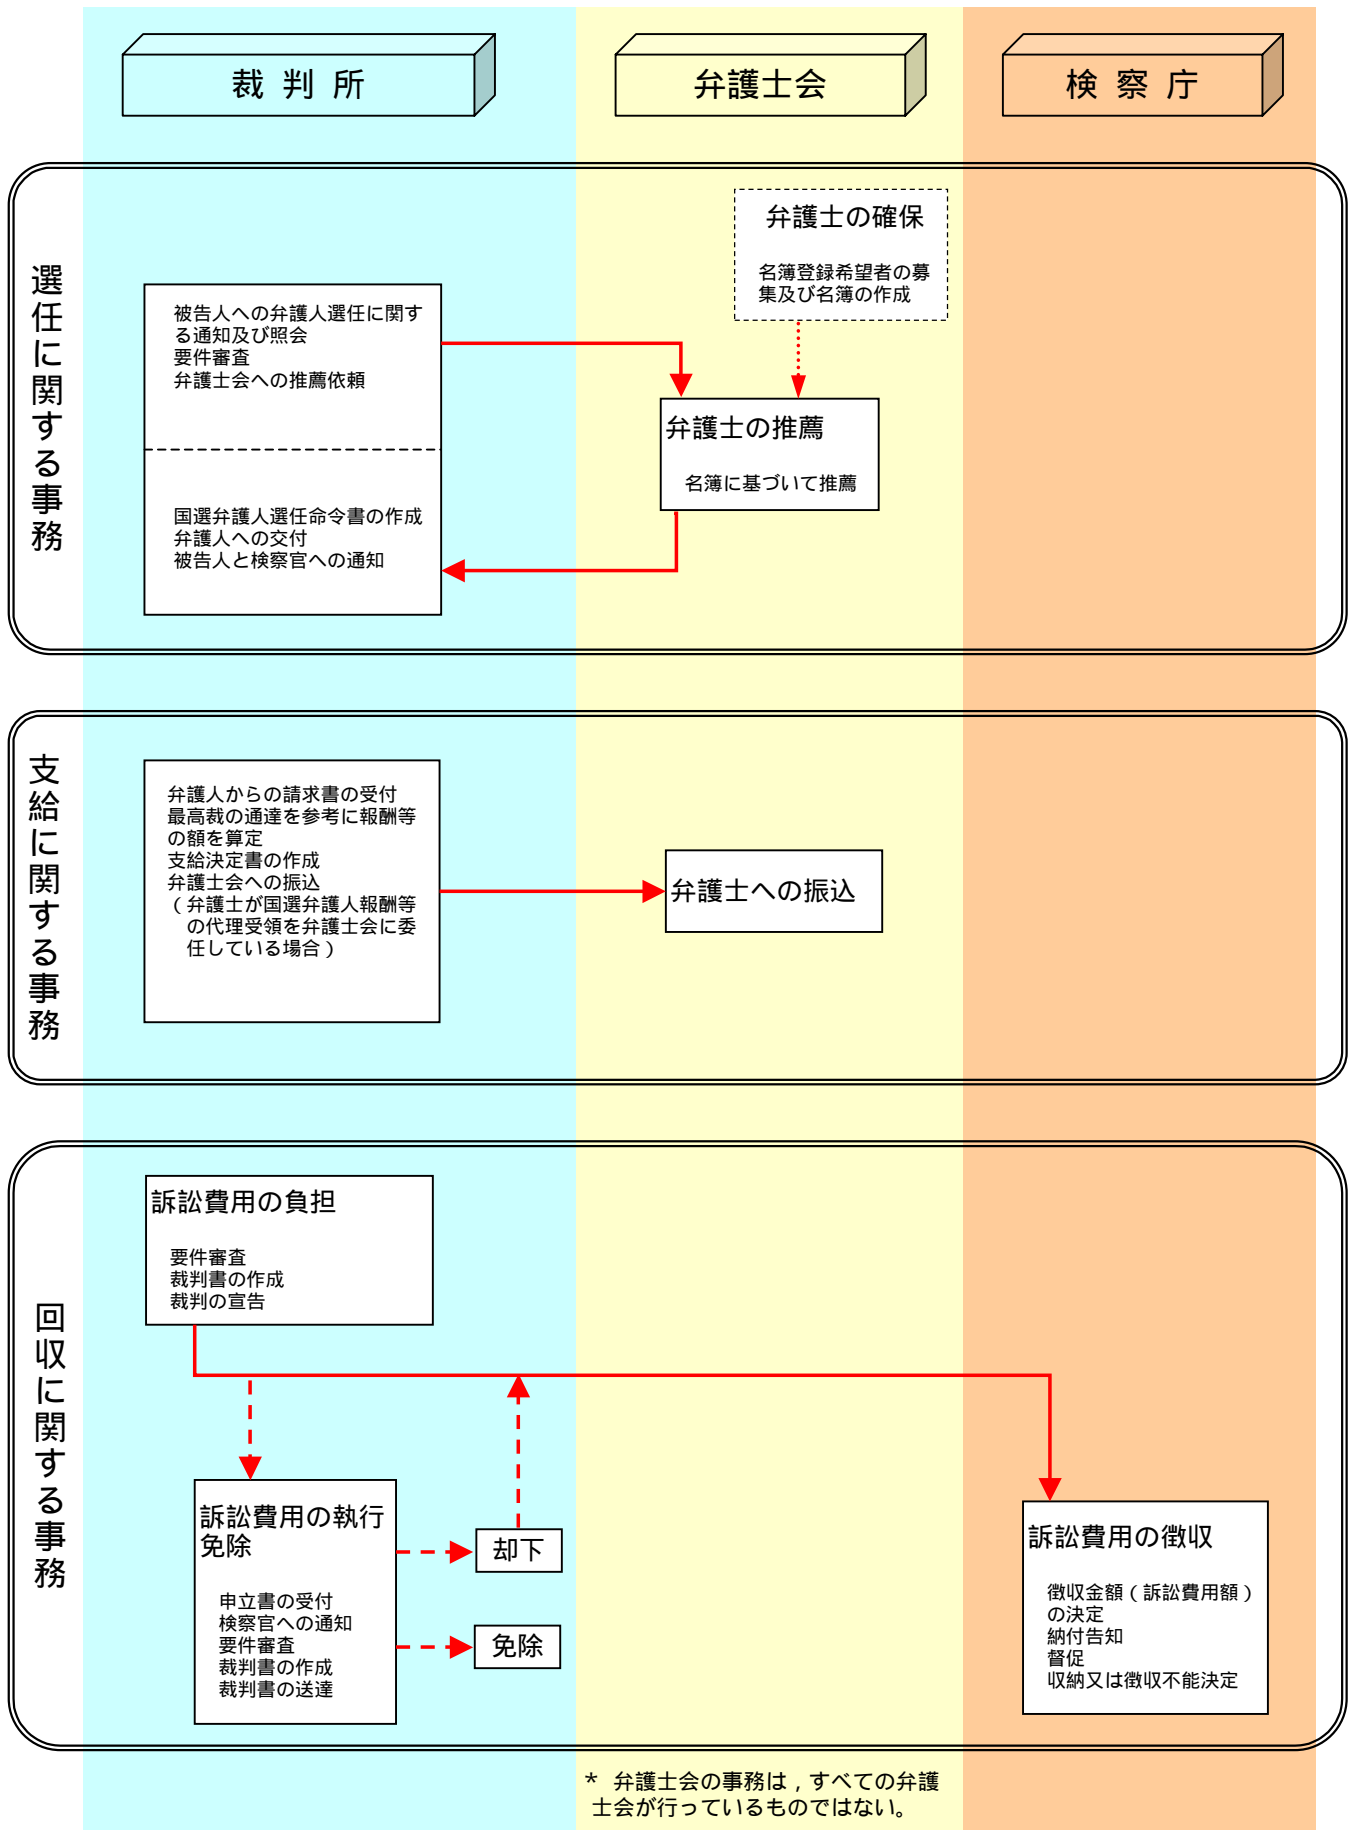 裁 判 所
弁護士会
検 察 庁
選任に関する事務
弁護士の確保
名簿登録希望者の募
集及び名簿の作成
被告人への弁護人選任に関す
る通知及び照会
要件審査
弁護士会への推薦依頼
弁護士の推薦
名簿に基づいて推薦
国選弁護人選任命令書の作成
弁護人への交付
被告人と検察官への通知
支給に関する事務
弁護人からの請求書の受付
最高裁の通達を参考に報酬等
の額を算定
支給決定書の作成
弁護士会への振込
(弁護士が国選弁護人報酬等
の代理受領を弁護士会に委
任している場合)
弁護士への振込
回収に関する事務
訴訟費用の負担
要件審査
裁判書の作成
裁判の宣告
訴訟費用の執行
免除
申立書の受付
検察官への通知
要件審査
裁判書の作成
裁判書の送達
却下
免除
訴訟費用の徴収
徴収金額(訴訟費用額)
の決定
納付告知
督促
収納又は徴収不能決定
* 弁護士会の事務は,すべての弁護
士会が行っているものではない。